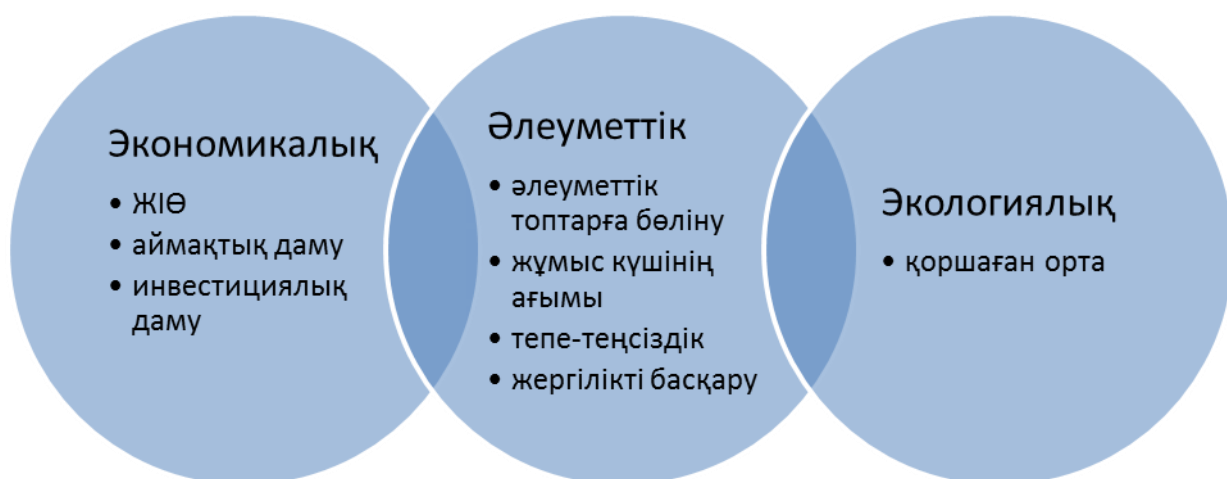 Экономикалық
• ЖІӨ
• аймақтық даму
• инвестициялық
даму
Әлеуметтік
• әлеуметтік
топтарға бөліну
• жұмыс күшінің
ағымы
• тепе-теңсіздік
• жергілікті басқару
Экологиялық
• қоршаған орта